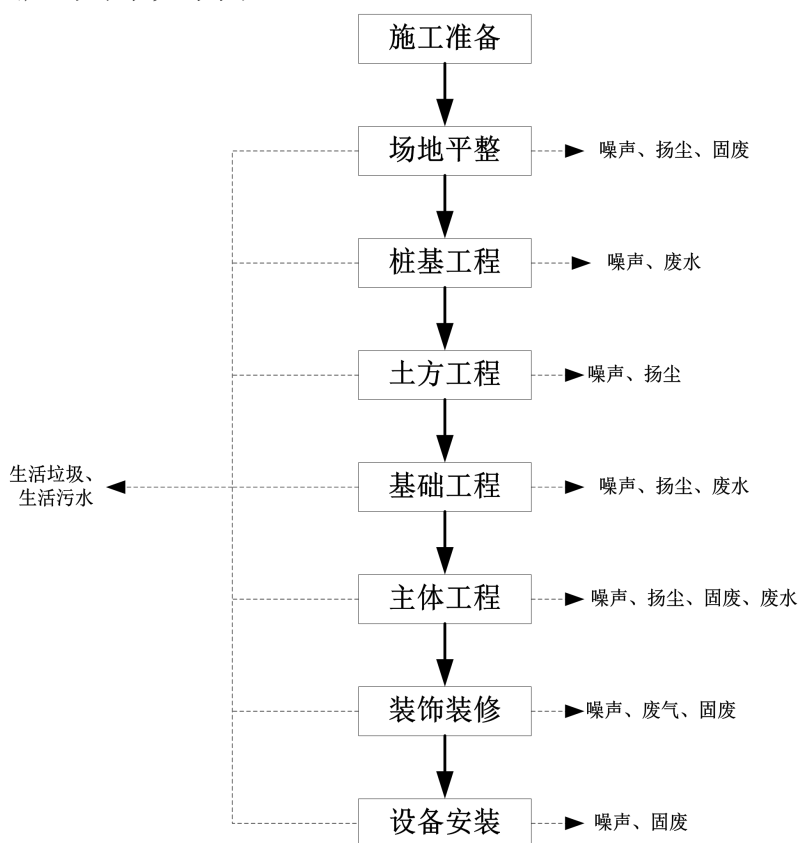 施工准备
场地平整
噪声、扬尘、固废
桩基工程
噪声、废水
土方工程
噪声、扬尘
生活垃圾、
生活污水
基础工程
噪声、扬尘、废水
主体工程
噪声、扬尘、固废、废水
装饰装修
噪声、废气、固废
设备安装
噪声、固废